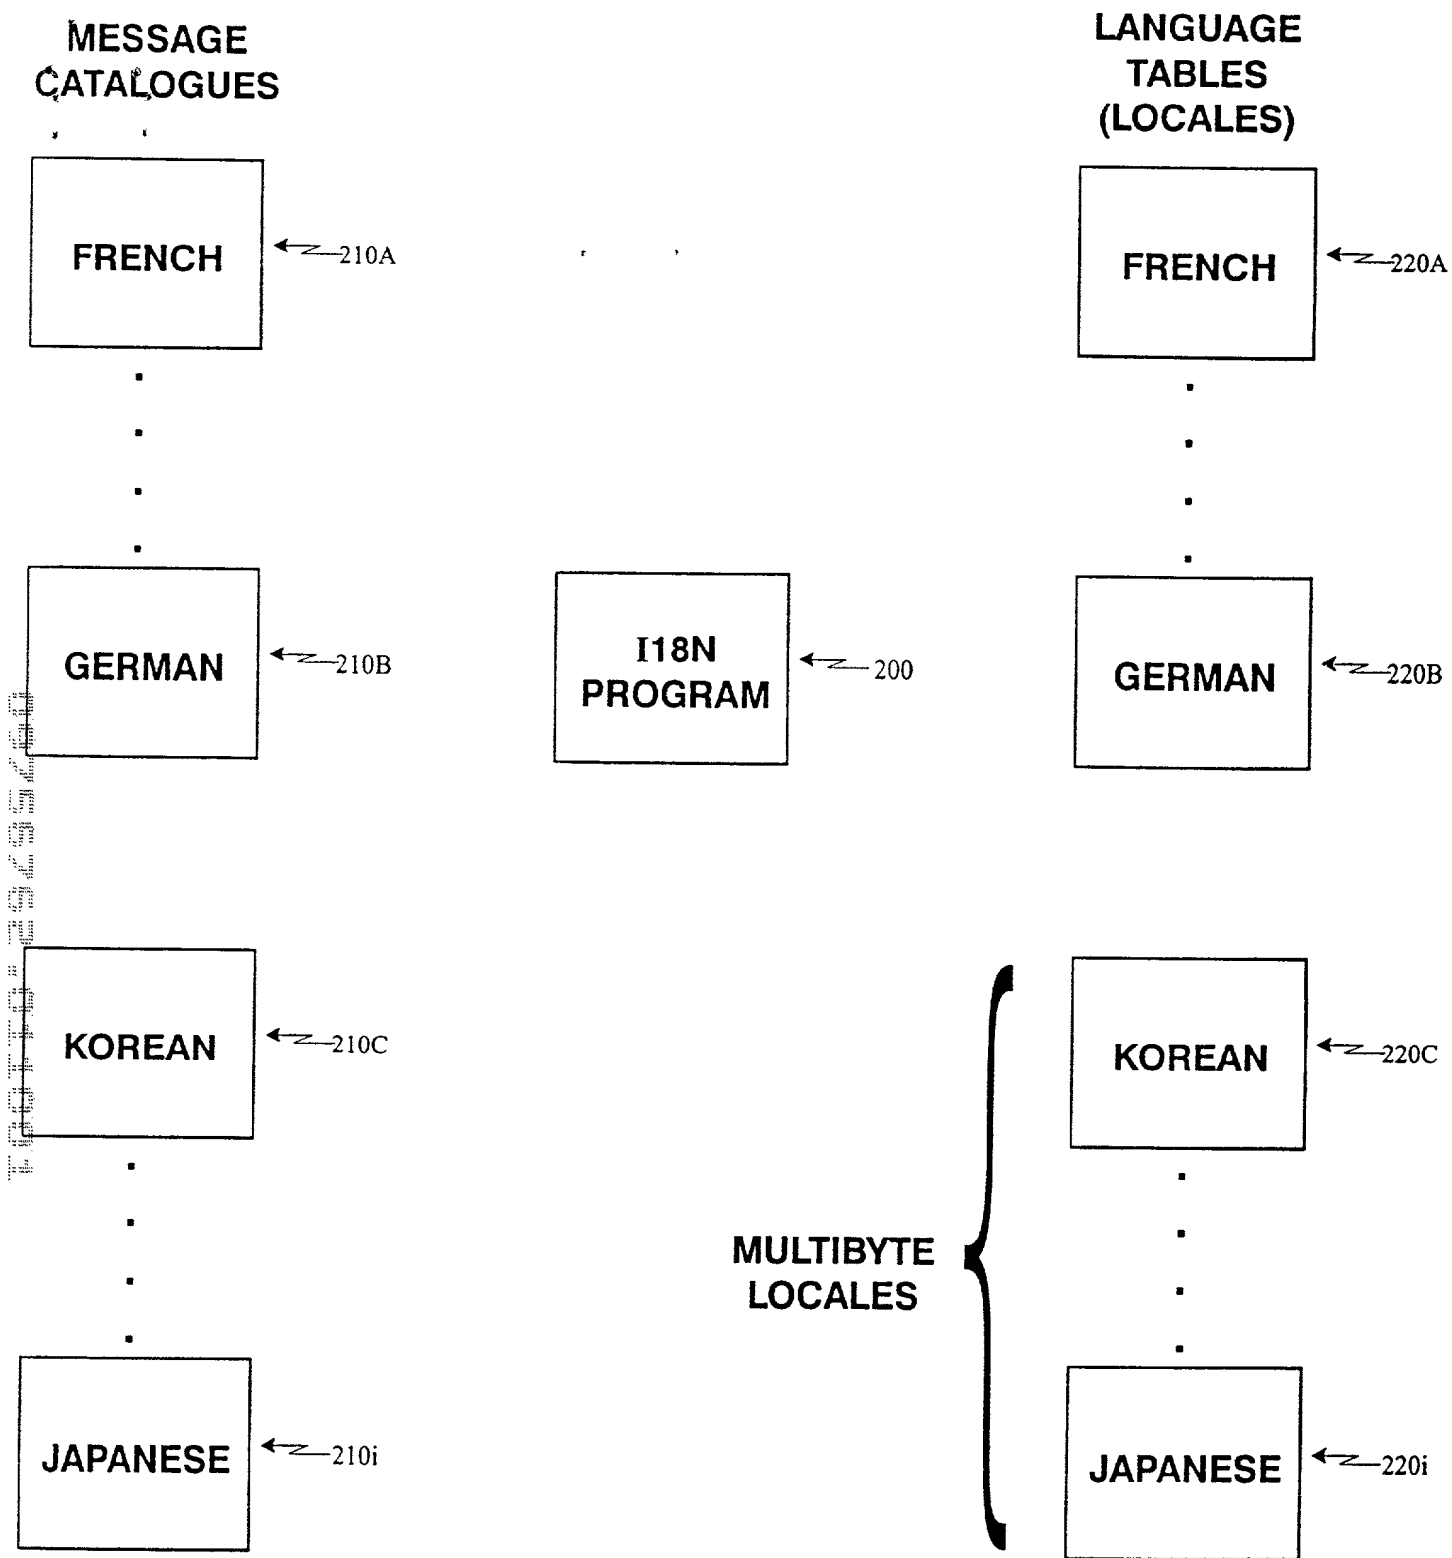 MESSAGE
CATALOGUES
LANGUAGE
TABLES
(LOCALES)
FRENCH
210A
FRENCH
220A
GERMAN
210B
I18N
PROGRAM
200
GERMAN
220B
KOREAN
210C
KOREAN
220C
MULTIBYTE
LOCALES
JAPANESE
210i
JAPANESE
220i